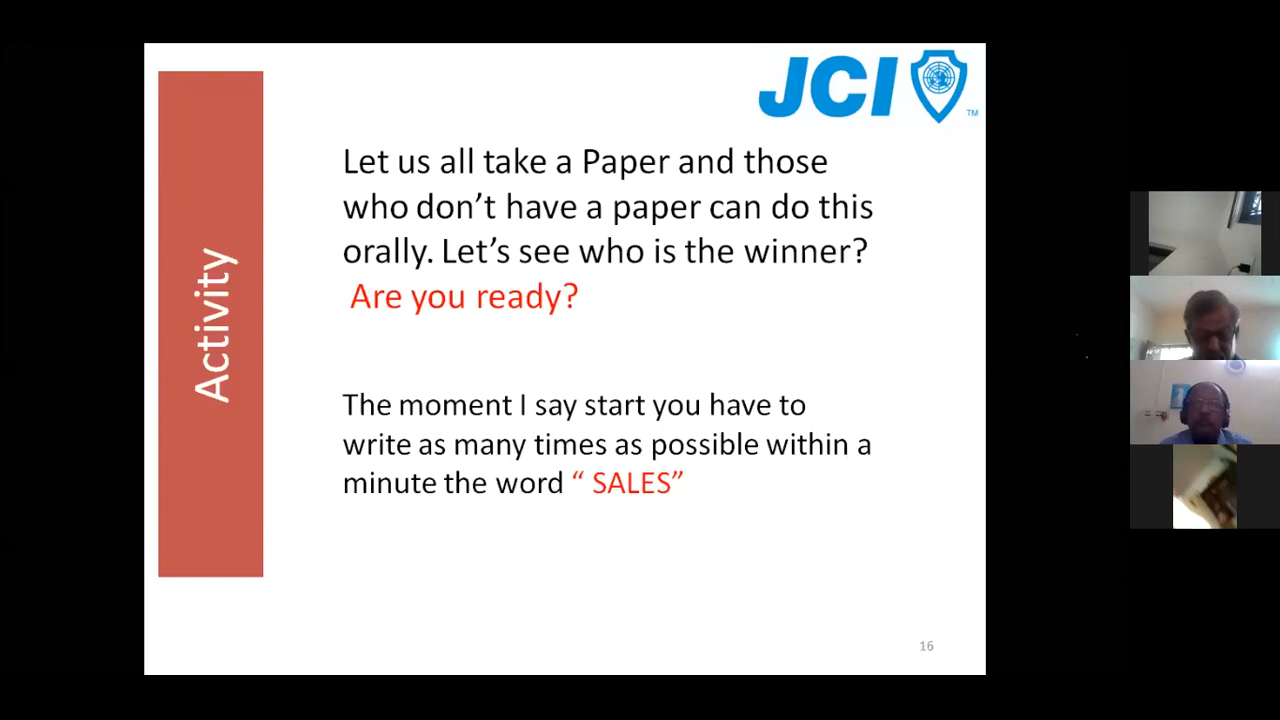 JCI
TM
Activity
Let us all take a Paper and those
who don’t have a paper can do this
orally. Let’s see who is the winner?
Are you ready?
The moment I say start you have to
write as many times as possible within a
minute the word “ SALES”
16